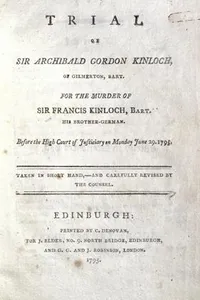 TRIAL
OF
SIR ARCHIBALD GORDON KINLOCH,
OF GILMERTON, BART.
FOR THE MURDER OF
SIR FRANCIS KINLOCH, BART.
HIS BROTHER-GERMAN.
Before the High Court of Justiciary on Monday June 29. 1795.
TAKEN IN SHORT HAND,—AND CAREFULLY REVISED BY
THE COUNSEL.
EDINBURGH:
PRINTED BY C. DENOVAN,
FOR J. ELDER, NO. 9. NORTH BRIDGE, EDINBURGH,
AND G. G. AND J. ROBINSON, LONDON.
1795.